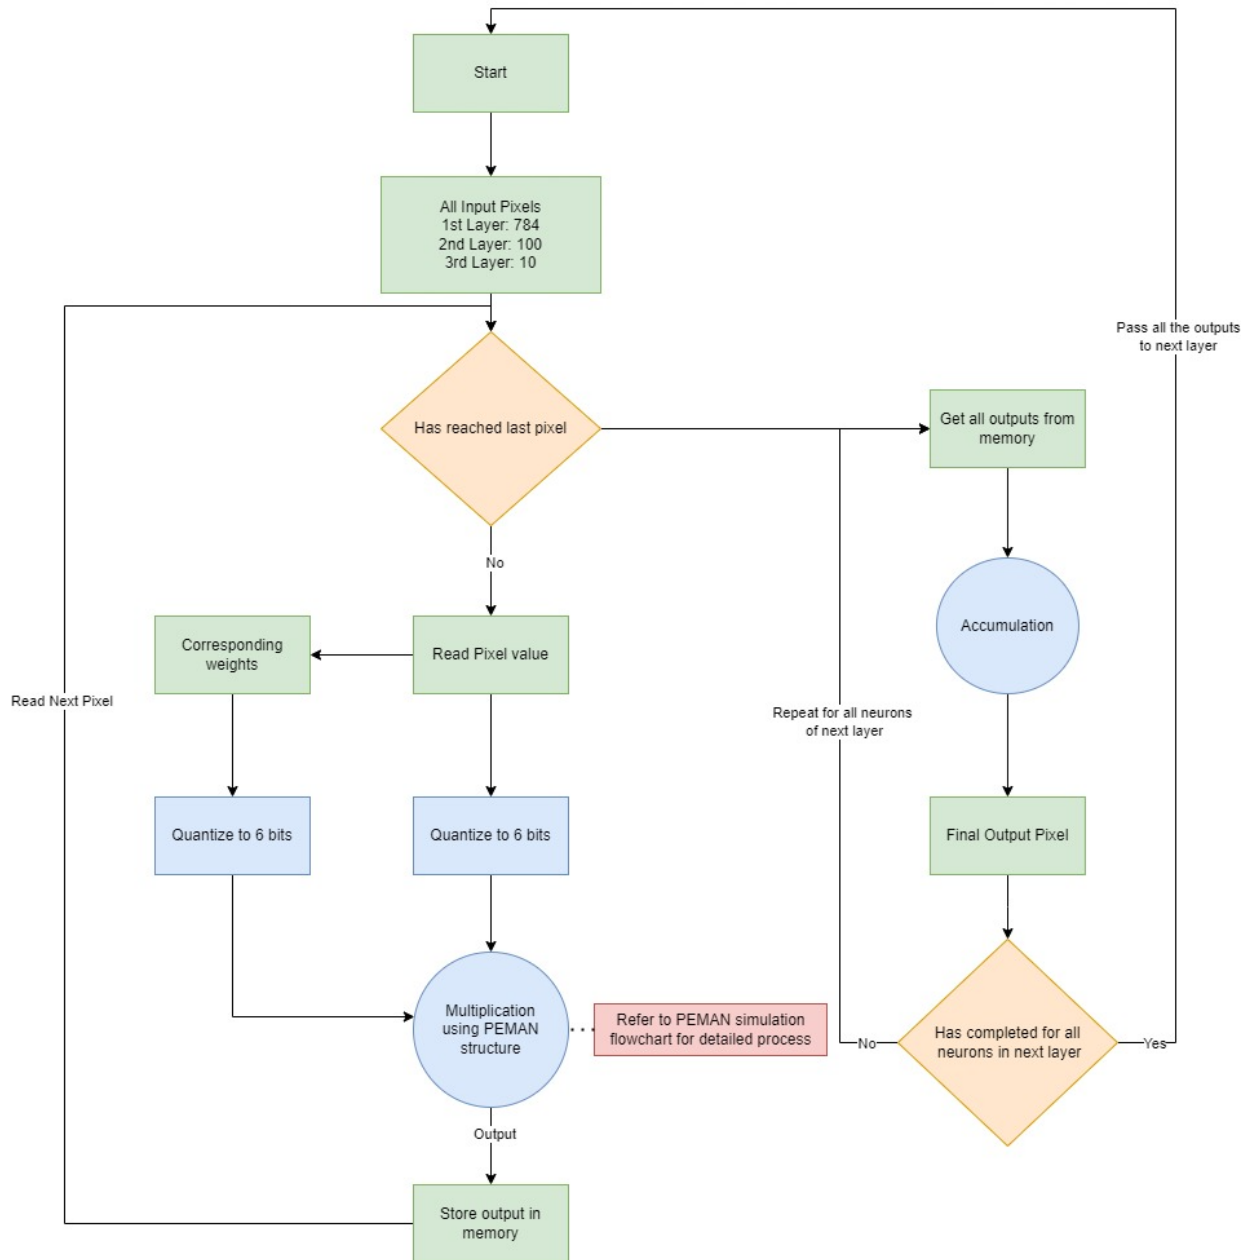 Start
All Input Pixels
1st Layer: 784
2nd Layer: 100
3rd Layer: 10
Pass all the outputs
to next layer
Has reached last pixel
Get all outputs from
memory
No
Accumulation
Corresponding
weights
Read Pixel value
Read Next Pixel
Repeat for all neurons
of next layer
Quantize to 6 bits
Quantize to 6 bits
Final Output Pixel
Multiplication
using PEMAN
structure
Refer to PEMAN simulation
flowchart for detailed process
No
Has completed for all
neurons in next layer
Yes
Output
Store output in
memory